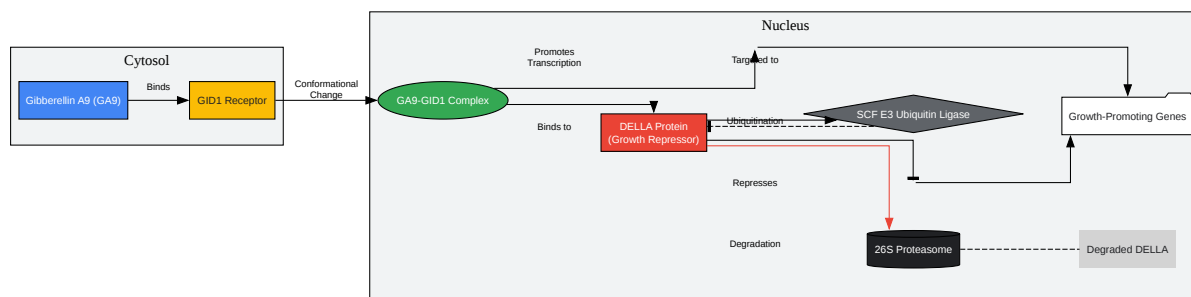 Nucleus
Cytosol
Promotes
Transcription
Targeted to
Binds
Conformational
Change
Gibberellin A9 (GA9)
GID1 Receptor
GA9-GID1 Complex
Binds to
DELLA Protein
(Growth Repressor)
Ubiquitination
SCF E3 Ubiquitin Ligase
Growth-Promoting Genes
Represses
Degradation
26S Proteasome
Degraded DELLA